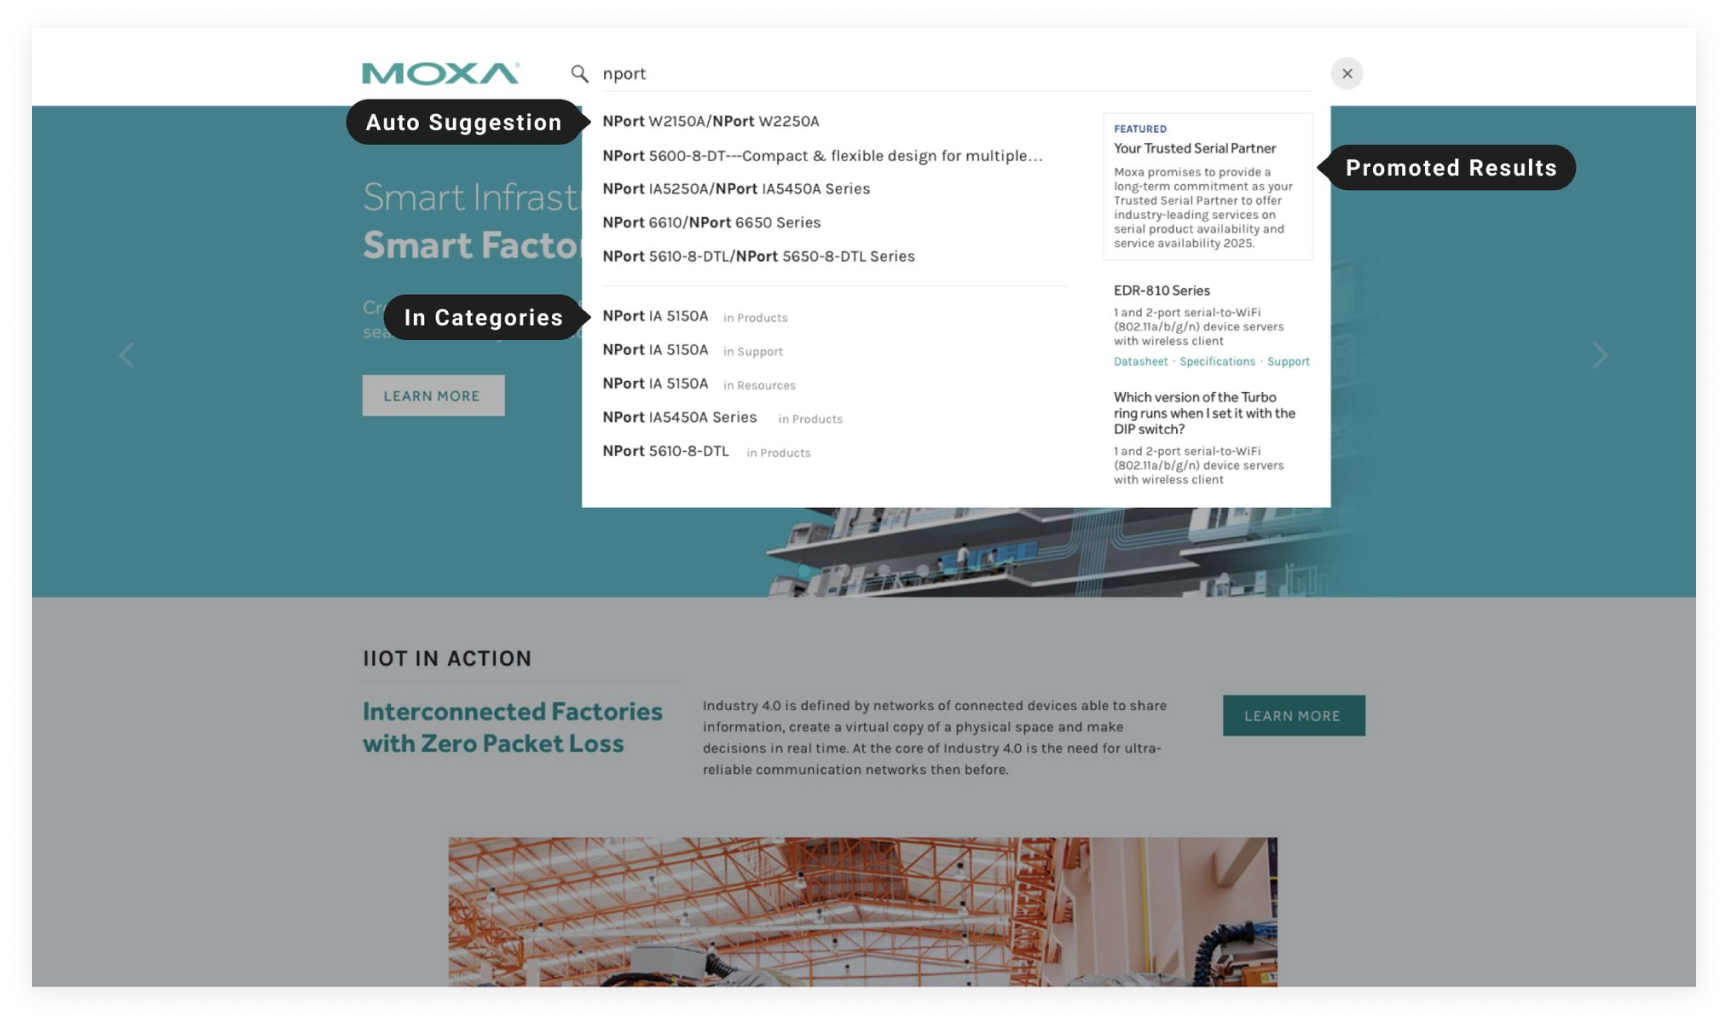 MOXA
nport
Auto Suggestion
NPort W2150A/NPort W2250A
NPort 5600-8-DT---Compact & flexible design for multiple...
NPort IA5250A/NPort IA5450A Series
NPort 6610/NPort 6650 Series
NPort 5610-8-DTL/NPort 5650-8-DTL Series
In Categories
NPort IA 5150A in Products
NPort IA 5150A in Support
NPort IA 5150A in Resources
NPort IA5450A Series in Products
NPort 5610-8-DTL in Products
FEATURED
Your Trusted Serial Partner
Moxa promises to provide a
long-term commitment as your
Trusted Serial Partner to offer
industry-leading services on
serial product availability and
service availability 2025.
Promoted Results
EDR-810 Series
1 and 2-port serial-to-WiFi
(802.11a/b/g/n) device servers
with wireless client
Datasheet · Specifications · Support
Which version of the Turbo
ring runs when I set it with the
DIP switch?
1 and 2-port serial-to-WiFi
(802.11a/b/g/n) device servers
with wireless client
Smart Infrast
Smart Facto
LEARN MORE
IIOT IN ACTION
Interconnected Factories
with Zero Packet Loss
Industry 4.0 is defined by networks of connected devices able to share
information, create a virtual copy of a physical space and make
decisions in real time. At the core of Industry 4.0 is the need for ultra-
reliable communication networks then before.
LEARN MORE